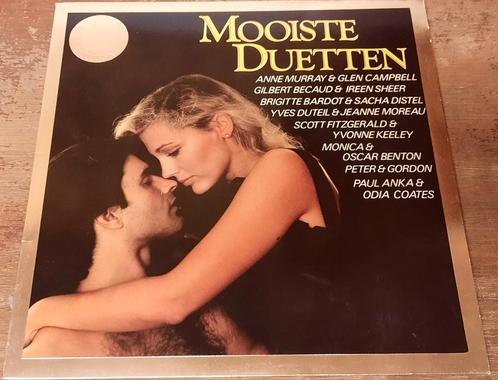 MOOISTE
DUETTEN
ANNE MURRAY & GLEN CAMPBELL
GILBERT BECAUD & IREEN SHEER
BRIGITTE BARDOT & SACHA DISTEL
YVES DUTEIL & JEANNE MOREAU
SCOTT FITZGERALD &
YVONNE KEELEY
MONICA &
OSCAR BENTON
PETER & GORDON
PAUL ANKA &
ODIA COATES